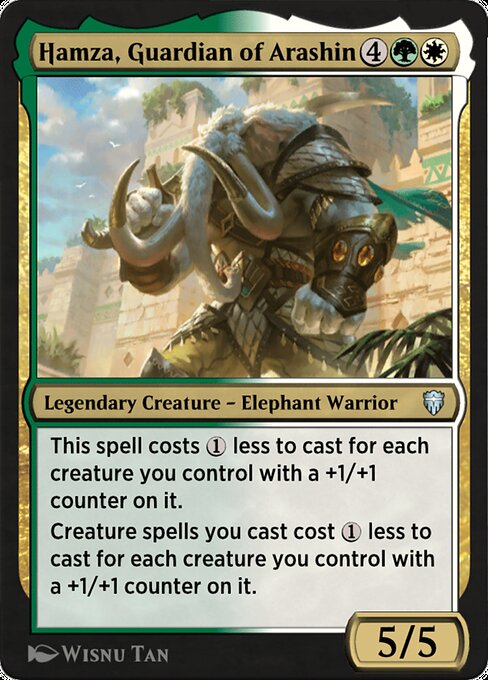 Hamza, Guardian of Arashin 4
Legendary Creature – Elephant Warrior
This spell costs 1 less to cast for each
creature you control with a +1/+1
counter on it.
Creature spells you cast cost 1 less to
cast for each creature you control with
a +1/+1 counter on it.
5/5
Wisnu Tan